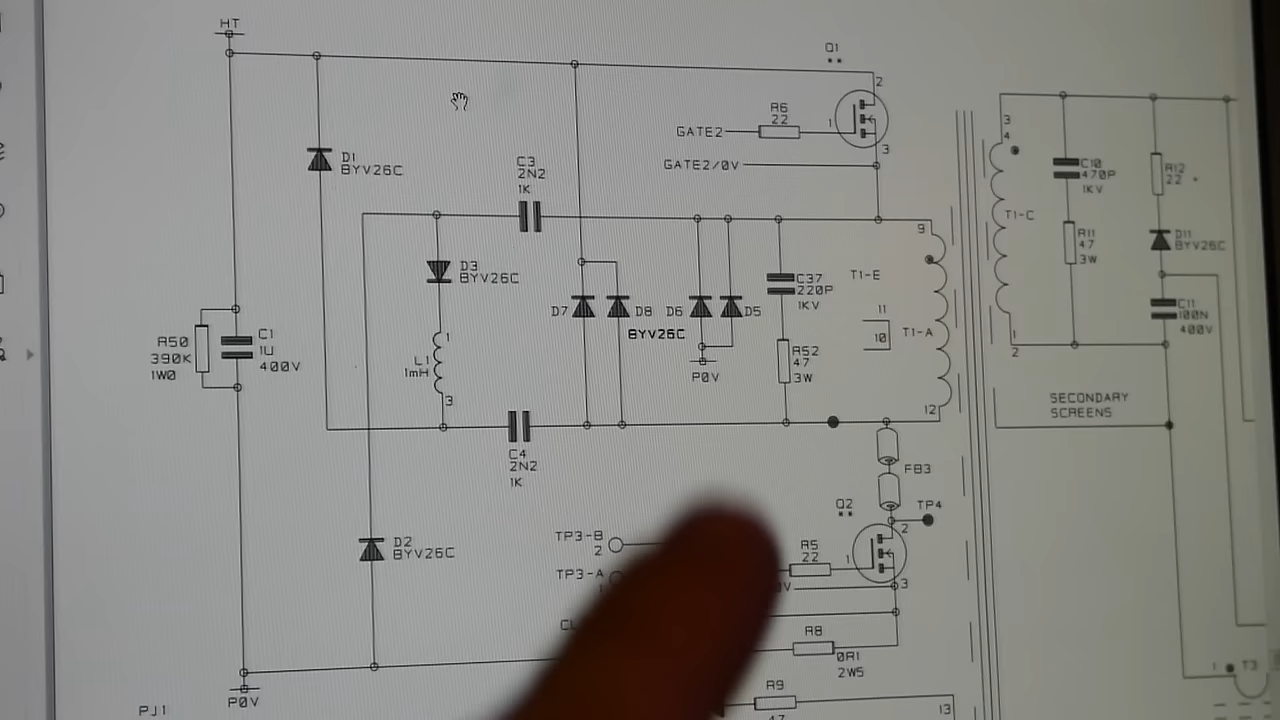 HT
Q1
**
2
R6
22
1
GATE2
3
GATE2/0V
D1
BYV26C
C3
2N2
1K
3
4
C10
470P
1KV
R12
22
T1-C
9
R11
47
3W
D11
BYV26C
D3
BYV26C
T1-E
C37
220P
1KV
D7
D8
D6
D5
BYV26C
11
10
T1-A
C11
100N
400V
R50
390K
1W0
C1
1U
400V
1
L1
1mH
3
R52
47
3W
P0V
1
2
12
SECONDARY
SCREENS
C4
2N2
1K
FB3
Q2
**
TP4
2
TP3-B
2
R5
22
1
D2
BYV26C
TP3-A
3
R8
0R1
2W5
1
T3
R9
47
13
P0V
PJ1